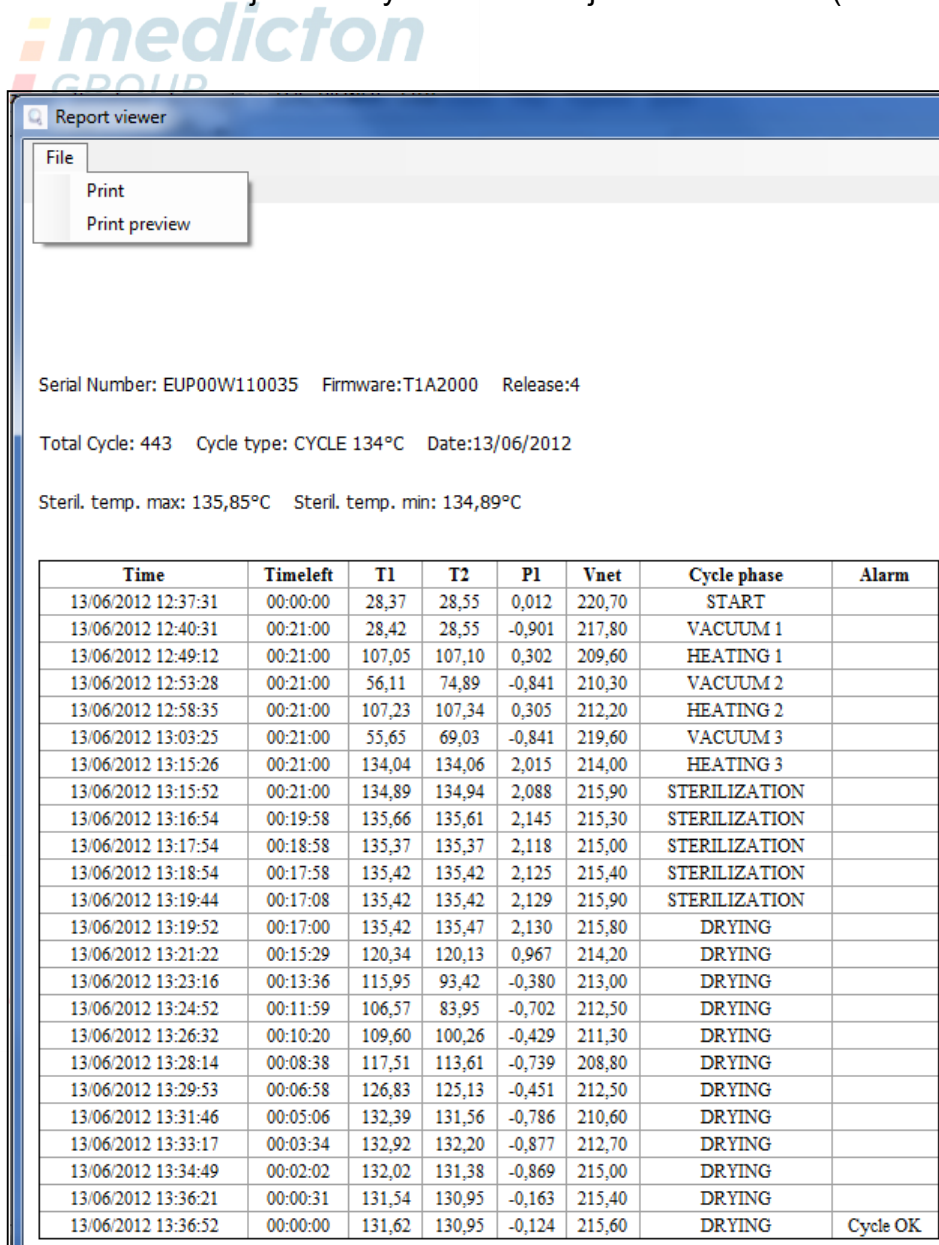 medicton
GROUP
Report viewer
File
Print
Print preview
Serial Number: EUP00W110035 Firmware:T1A2000 Release:4
Total Cycle: 443 Cycle type: CYCLE 134°C Date:13/06/2012
Steril. temp. max: 135,85°C Steril. temp. min: 134,89°C
Time Timeleft T1 T2 P1 Vnet Cycle phase Alarm
13/06/2012 12:37:31 00:00:00 28,37 28,55 0,012 220,70 START
13/06/2012 12:40:31 00:21:00 28,42 28,55 -0,901 217,80 VACUUM 1
13/06/2012 12:49:12 00:21:00 107,05 107,10 0,302 209,60 HEATING 1
13/06/2012 12:53:28 00:21:00 56,11 74,89 -0,841 210,30 VACUUM 2
13/06/2012 12:58:35 00:21:00 107,23 107,34 0,305 212,20 HEATING 2
13/06/2012 13:03:25 00:21:00 55,65 69,03 -0,841 219,60 VACUUM 3
13/06/2012 13:15:26 00:21:00 134,04 134,06 2,015 214,00 HEATING 3
13/06/2012 13:15:52 00:21:00 134,89 134,94 2,088 215,90 STERILIZATION
13/06/2012 13:16:54 00:19:58 135,66 135,61 2,145 215,30 STERILIZATION
13/06/2012 13:17:54 00:18:58 135,37 135,37 2,118 215,00 STERILIZATION
13/06/2012 13:18:54 00:17:58 135,42 135,42 2,125 215,40 STERILIZATION
13/06/2012 13:19:44 00:17:08 135,42 135,42 2,129 215,90 STERILIZATION
13/06/2012 13:19:52 00:17:00 135,42 135,47 2,130 215,80 DRYING
13/06/2012 13:21:22 00:15:29 120,34 120,13 0,967 214,20 DRYING
13/06/2012 13:23:16 00:13:36 115,95 93,42 -0,380 213,00 DRYING
13/06/2012 13:24:52 00:11:59 106,57 83,95 -0,702 212,50 DRYING
13/06/2012 13:26:32 00:10:20 109,60 100,26 -0,429 211,30 DRYING
13/06/2012 13:28:14 00:08:38 117,51 113,61 -0,739 208,80 DRYING
13/06/2012 13:29:53 00:06:58 126,83 125,13 -0,451 212,50 DRYING
13/06/2012 13:31:46 00:05:06 132,39 131,56 -0,786 210,60 DRYING
13/06/2012 13:33:17 00:03:34 132,92 132,20 -0,877 212,70 DRYING
13/06/2012 13:34:49 00:02:02 132,02 131,38 -0,869 215,00 DRYING
13/06/2012 13:36:21 00:00:31 131,54 130,95 -0,163 215,40 DRYING
13/06/2012 13:36:52 00:00:00 131,62 130,95 -0,124 215,60 DRYING Cycle OK